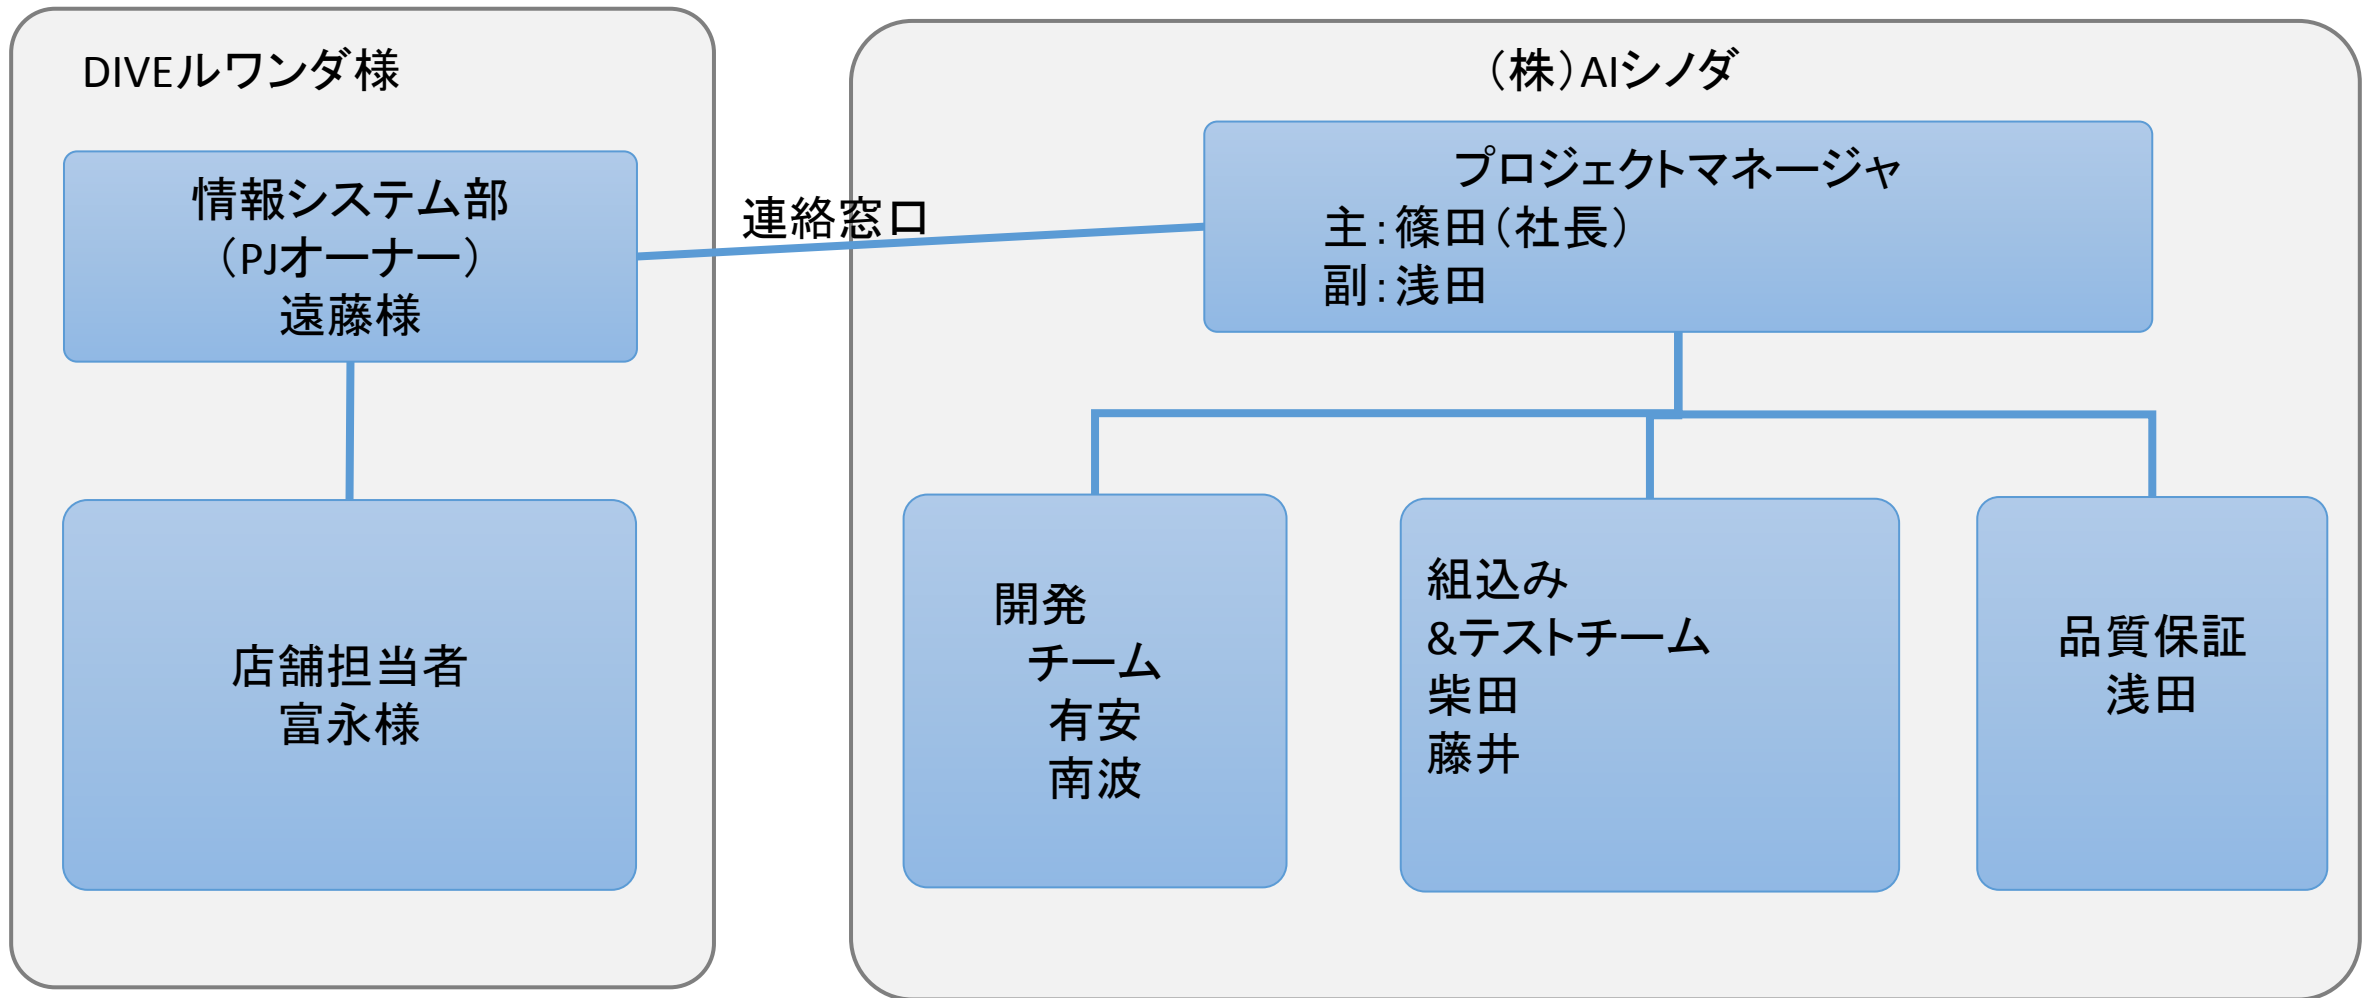 DIVEルワンダ様
情報システム部
（PJオーナー）
遠藤様
店舗担当者
富永様
連絡窓口
（株）AIシノダ
プロジェクトマネージャ
主：篠田（社長）
副：浅田
開発
チーム
有安
南波
組込み
&テストチーム
柴田
藤井
品質保証
浅田